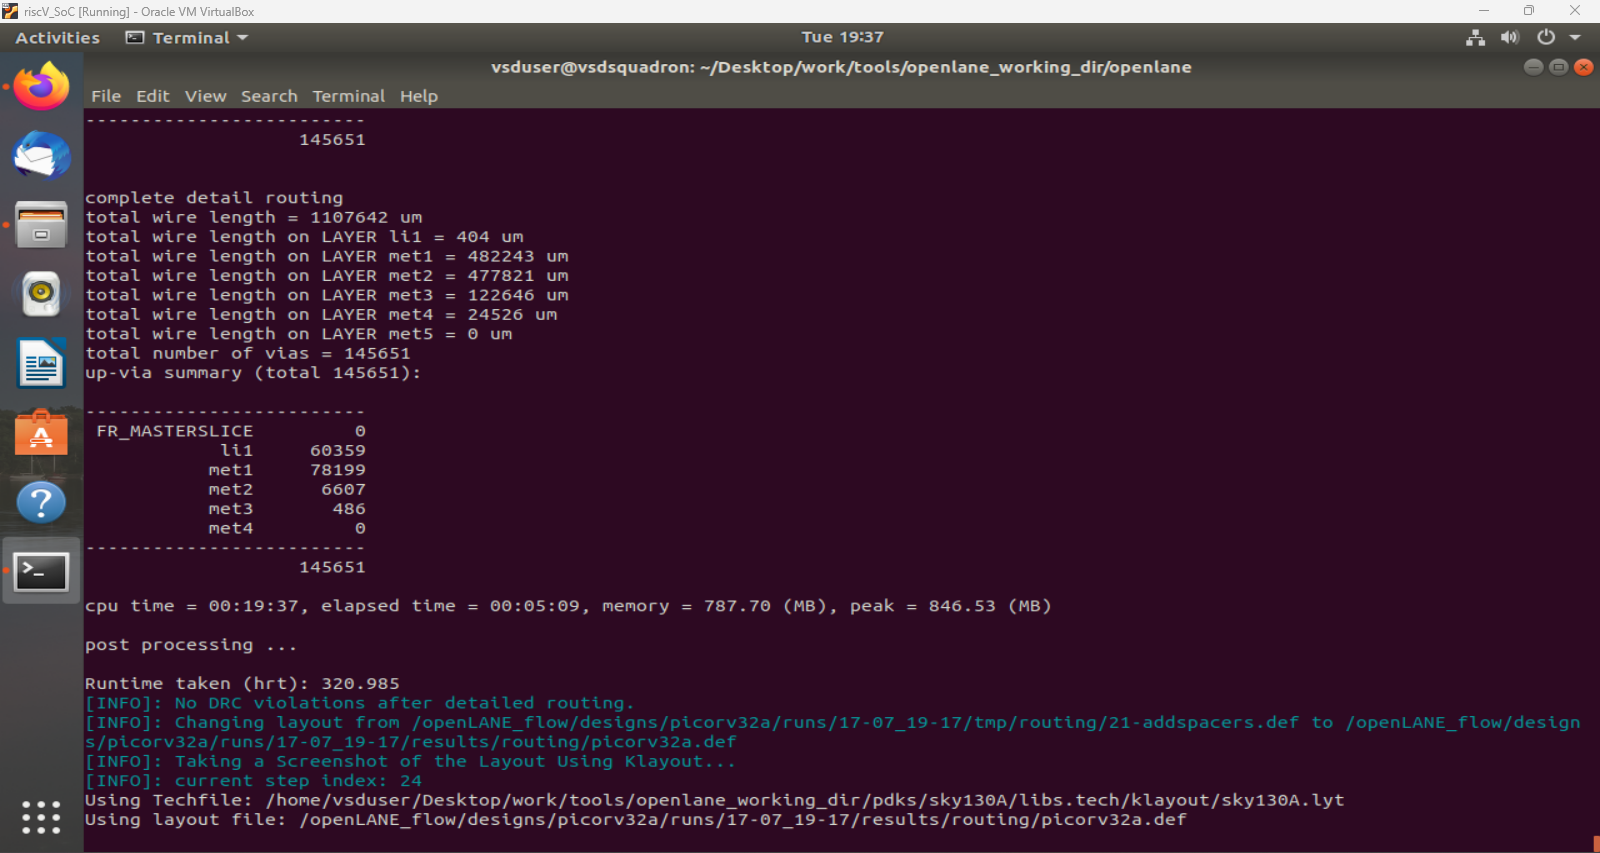 riscV_SoC [Running] - Oracle VM VirtualBox
Activities Terminal Tue 19:37
vsduser@vsdsquadron: ~/Desktop/work/tools/openlane_working_dir/openlane
File Edit View Search Terminal Help
-------------------------
145651
complete detail routing
total wire length = 1107642 um
total wire length on LAYER li1 = 404 um
total wire length on LAYER met1 = 482243 um
total wire length on LAYER met2 = 477821 um
total wire length on LAYER met3 = 122646 um
total wire length on LAYER met4 = 24526 um
total wire length on LAYER met5 = 0 um
total number of vias = 145651
up-via summary (total 145651):
-------------------------
FR_MASTERSLICE 0
li1 60359
met1 78199
met2 6607
met3 486
met4 0
-------------------------
145651
cpu time = 00:19:37, elapsed time = 00:05:09, memory = 787.70 (MB), peak = 846.53 (MB)
post processing ...
Runtime taken (hrt): 320.985
[INFO]: No DRC violations after detailed routing.
[INFO]: Changing layout from /openLANE_flow/designs/picorv32a/runs/17-07_19-17/tmp/routing/21-addspacers.def to /openLANE_flow/design
s/picorv32a/runs/17-07_19-17/results/routing/picorv32a.def
[INFO]: Taking a Screenshot of the Layout Using Klayout...
[INFO]: current step index: 24
Using Techfile: /home/vsduser/Desktop/work/tools/openlane_working_dir/pdks/sky130A/libs.tech/klayout/sky130A.lyt
Using layout file: /openLANE_flow/designs/picorv32a/runs/17-07_19-17/results/routing/picorv32a.def